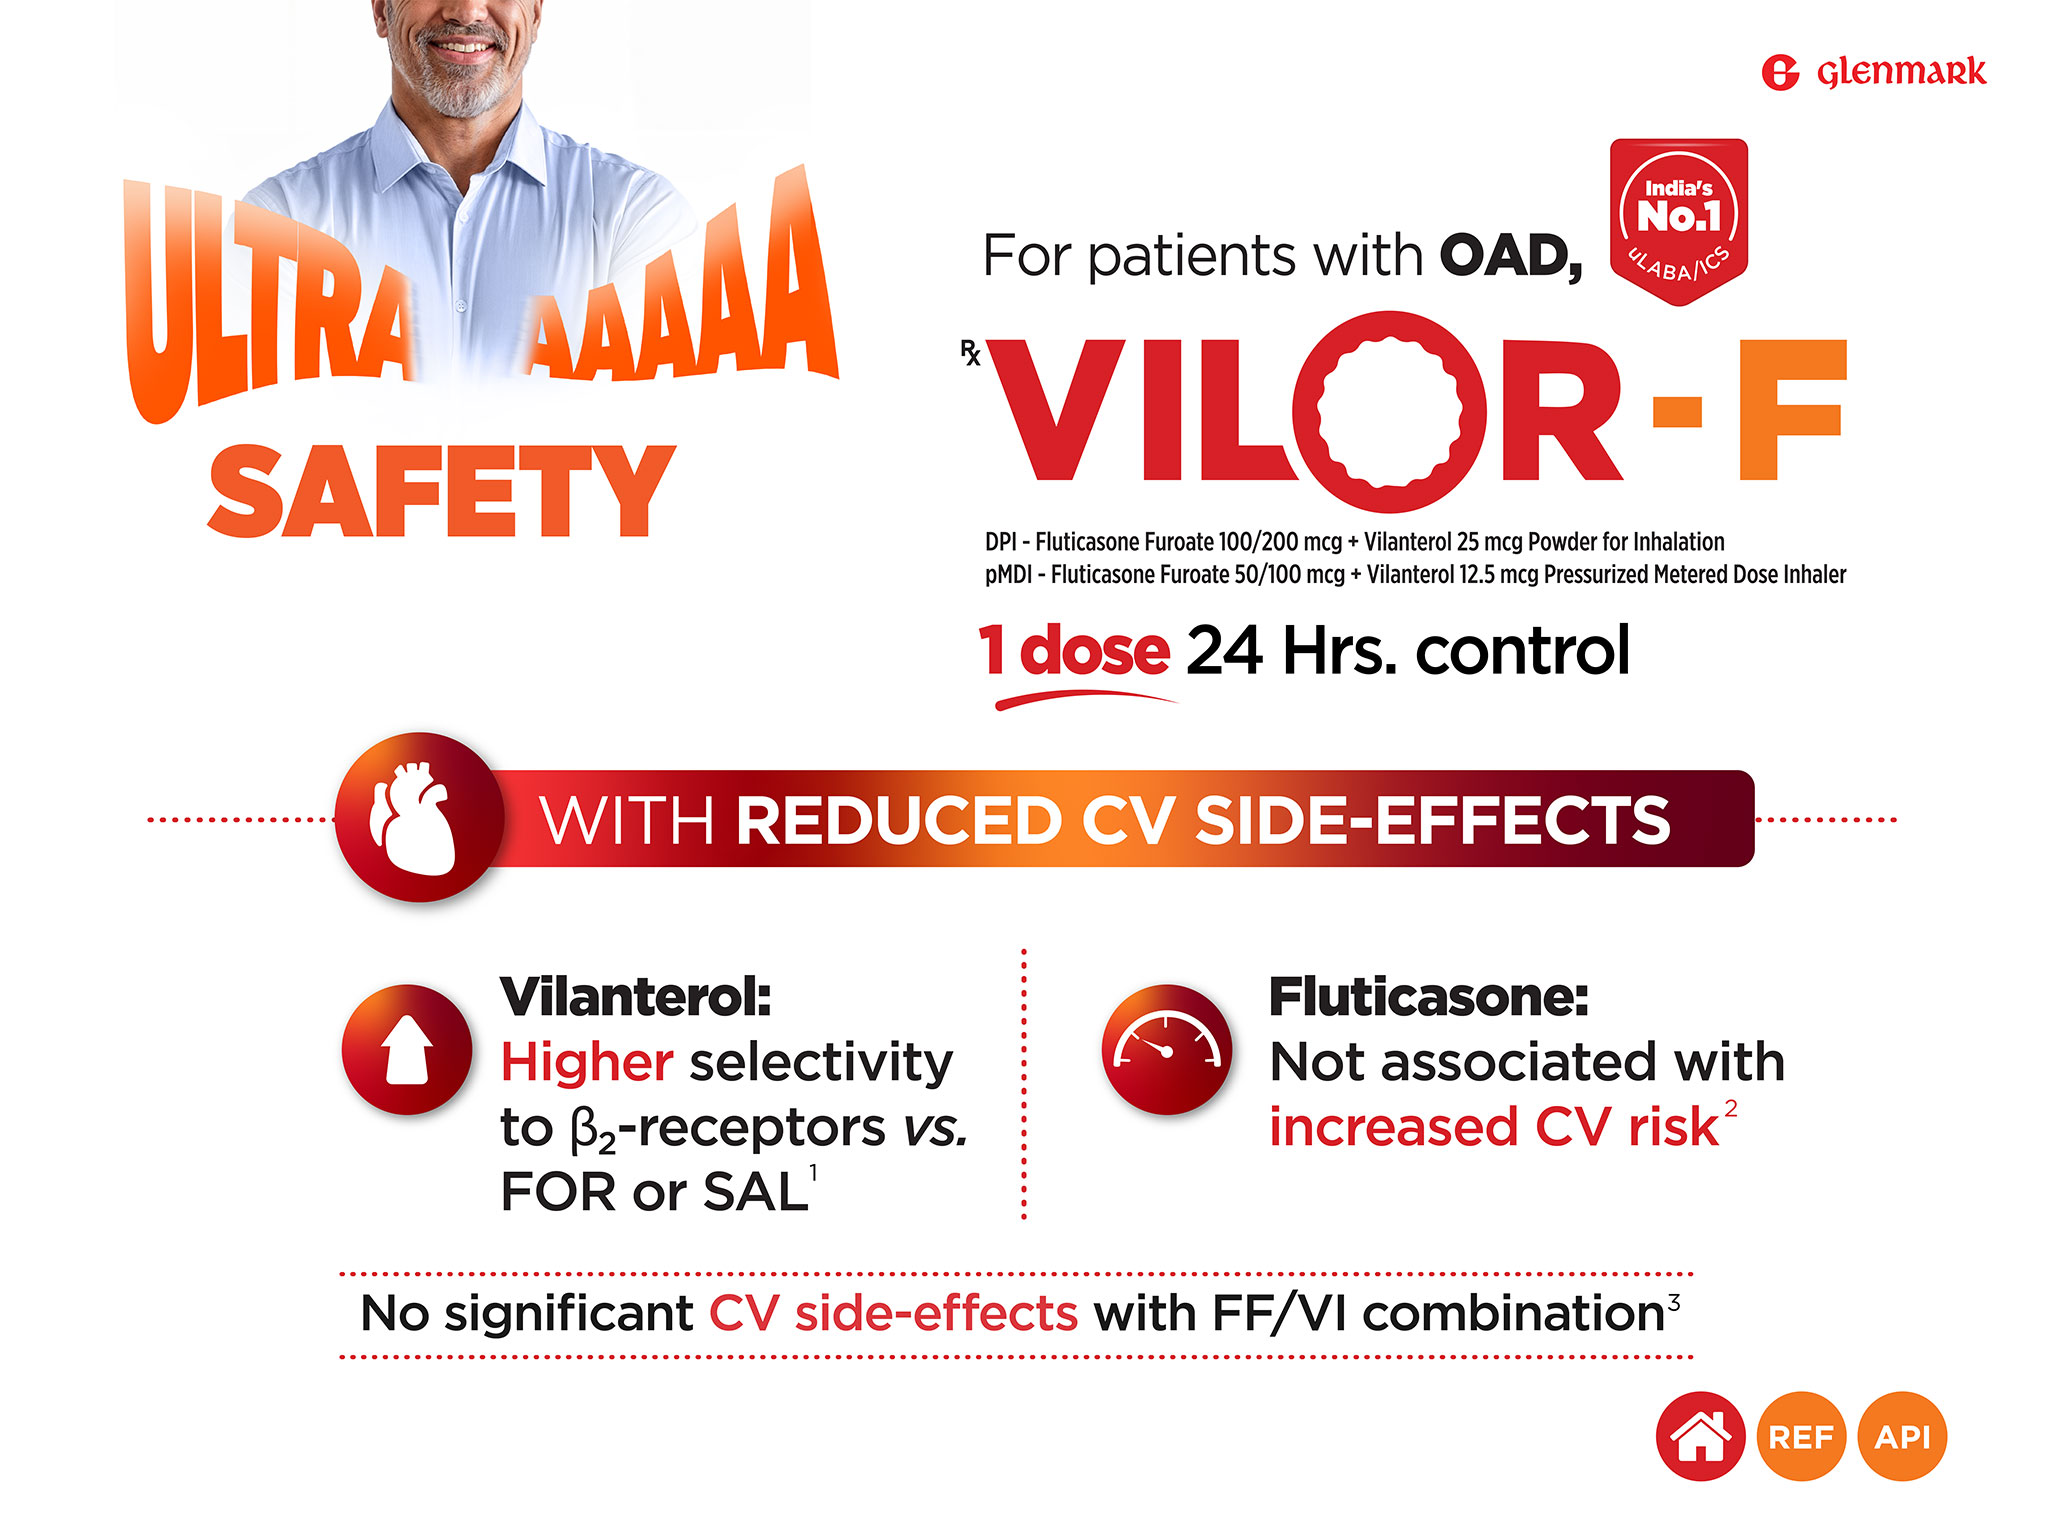 glenmark
ULTRA AAAAAA
SAFETY
India's
No.1
uLABA/ICS
For patients with OAD,
Rx VILOR-F
DPI - Fluticasone Furoate 100/200 mcg + Vilanterol 25 mcg Powder for Inhalation
pMDI - Fluticasone Furoate 50/100 mcg + Vilanterol 12.5 mcg Pressurized Metered Dose Inhaler
1 dose 24 Hrs. control
WITH REDUCED CV SIDE-EFFECTS
Vilanterol:
Higher selectivity
to β₂-receptors vs.
FOR or SAL¹
Fluticasone:
Not associated with
increased CV risk²
No significant CV side-effects with FF/VI combination³
REF
API